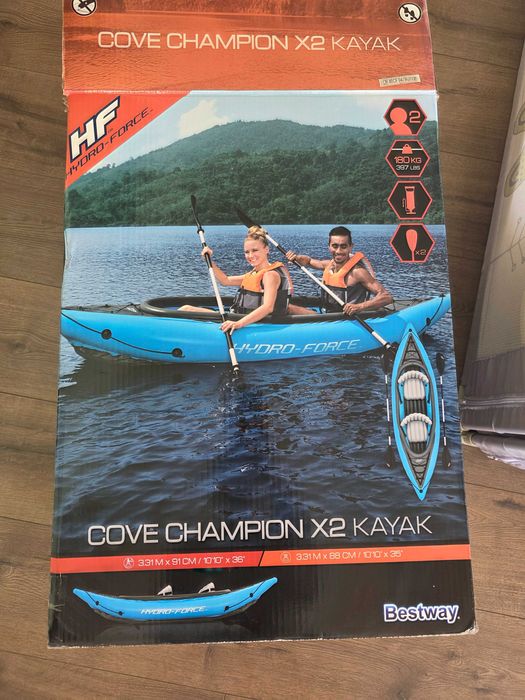 COVE CHAMPION X2 KAYAK
HF
HYDRO-FORCE
2
180 KG
397 LBS
x2
HYDRO-FORCE
COVE CHAMPION X2 KAYAK
3.31 M x 91 CM / 10'10" x 36"
3.31 M x 88 CM / 10'10" x 35"
HYDRO-FORCE
Bestway